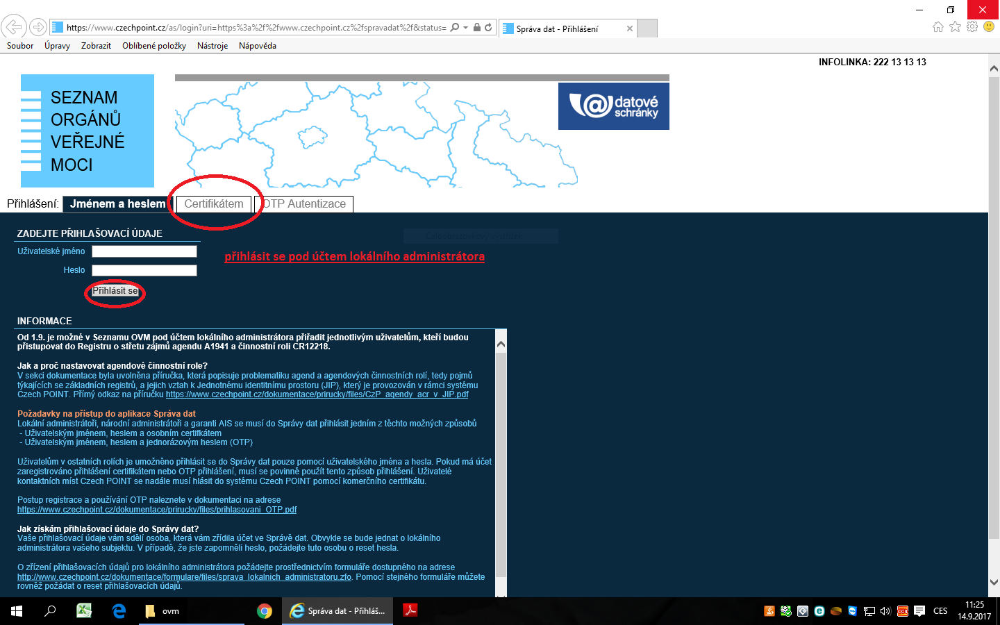 https://www.czechpoint.cz/as/login?uri=https%3a%2f%2fwww.czechpoint.cz%2fspravadat%2f&status=
Správa dat - Přihlášení
Soubor Úpravy Zobrazit Oblíbené položky Nástroje Nápověda
INFOLINKA: 222 13 13 13
SEZNAM
ORGÁNŮ
VEŘEJNÉ
MOCI
datové
schránky
Přihlášení: Jménem a heslem Certifikátem OTP Autentizace
ZADEJTE PŘIHLAŠOVACÍ ÚDAJE
Uživatelské jméno
přihlásit se pod účtem lokálního administrátora
Heslo
Přihlásit se
INFORMACE
Od 1.9. je možné v Seznamu OVM pod účtem lokálního administrátora přiřadit jednotlivým uživatelům, kteří budou
přistupovat do Registru o střetu zájmů agendu A1941 a činnostní roli CR12218.
Jak a proč nastavovat agendové činnostní role?
V sekci dokumentace byla uvolněna příručka, která popisuje problematiku agend a agendových činnostních rolí, tedy pojmů
týkajících se základních registrů, a jejich vztah k Jednotnému identitnímu prostoru (JIP), který je provozován v rámci systému
Czech POINT. Přímý odkaz na příručku https://www.czechpoint.cz/dokumentace/prirucky/files/CzP_agendy_acr_v_JIP.pdf
Požadavky na přístup do aplikace Správa dat
Lokální administrátoři, národní administrátoři a garanti AIS se musí do Správy dat přihlásit jedním z těchto možných způsobů
- Uživatelským jménem, heslem a osobním certifkátem
- Uživatelským jménem, heslem a jednorázovým heslem (OTP)
Uživatelům v ostatních rolích je umožněno přihlásit se do Správy dat pouze pomocí uživatelského jména a hesla. Pokud má účet
zaregistrováno přihlášení certifikátem nebo OTP přihlášení, musí se povinně použít tento způsob přihlášení. Uživatelé
kontaktních míst Czech POINT se nadále musí hlásit do systému Czech POINT pomocí komerčního certifikátu.
Postup registrace a používání OTP naleznete v dokumentaci na adrese
https://www.czechpoint.cz/dokumentace/prirucky/files/prihlasovani_OTP.pdf
Jak získám přihlašovací údaje do Správy dat?
Vaše přihlašovací údaje vám sdělí osoba, která vám zřídila účet ve Správě dat. Obvykle se bude jednat o lokálního
administrátora vašeho subjektu. V případě, že jste zapomněli heslo, požádejte tuto osobu o reset hesla.
O zřízení přihlašovacích údajů pro lokálního administrátora požádejte prostřednictvím formuláře dostupného na adrese
http://www.czechpoint.cz/dokumentace/formulare/files/sprava_lokalnich_administratoru.zfo. Pomocí stejného formuláře můžete
rovněž požádat o reset přihlašovacích údajů.
ovm
Správa dat - Přihláš...
CES
11:25
14.9.2017